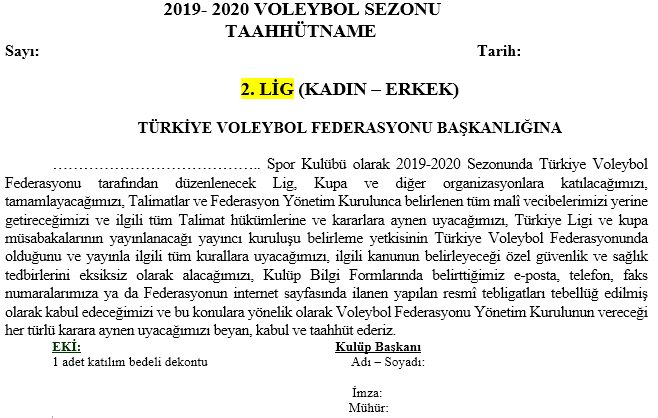 2019- 2020 VOLEYBOL SEZONU
TAAHHÜTNAME
Sayı: Tarih:
2. LİG (KADIN – ERKEK)
TÜRKİYE VOLEYBOL FEDERASYONU BAŞKANLIĞINA
………………………………….. Spor Kulübü olarak 2019-2020 Sezonunda Türkiye Voleybol
Federasyonu tarafından düzenlenecek Lig, Kupa ve diğer organizasyonlara katılacağımızı,
tamamlayacağımızı, Talimatlar ve Federasyon Yönetim Kurulunca belirlenen tüm malî vecibelerimizi yerine
getireceğimizi ve ilgili tüm Talimat hükümlerine ve kararlara aynen uyacağımızı, Türkiye Ligi ve kupa
müsabakalarının yayınlanacağı yayıncı kuruluşu belirleme yetkisinin Türkiye Voleybol Federasyonunda
olduğunu ve yayınla ilgili tüm kurallara uyacağımızı, ilgili kanunun belirleyeceği özel güvenlik ve sağlık
tedbirlerini eksiksiz olarak alacağımızı, Kulüp Bilgi Formlarında belirttiğimiz e-posta, telefon, faks
numaralarımıza ya da Federasyonun internet sayfasında ilanen yapılan resmî tebligatları tebellüğ edilmiş
olarak kabul edeceğimizi ve bu konulara yönelik olarak Voleybol Federasyonu Yönetim Kurulunun vereceği
her türlü karara aynen uyacağımızı beyan, kabul ve taahhüt ederiz.
EKİ: Kulüp Başkanı
1 adet katılım bedeli dekontu Adı – Soyadı:
İmza:
Mühür: